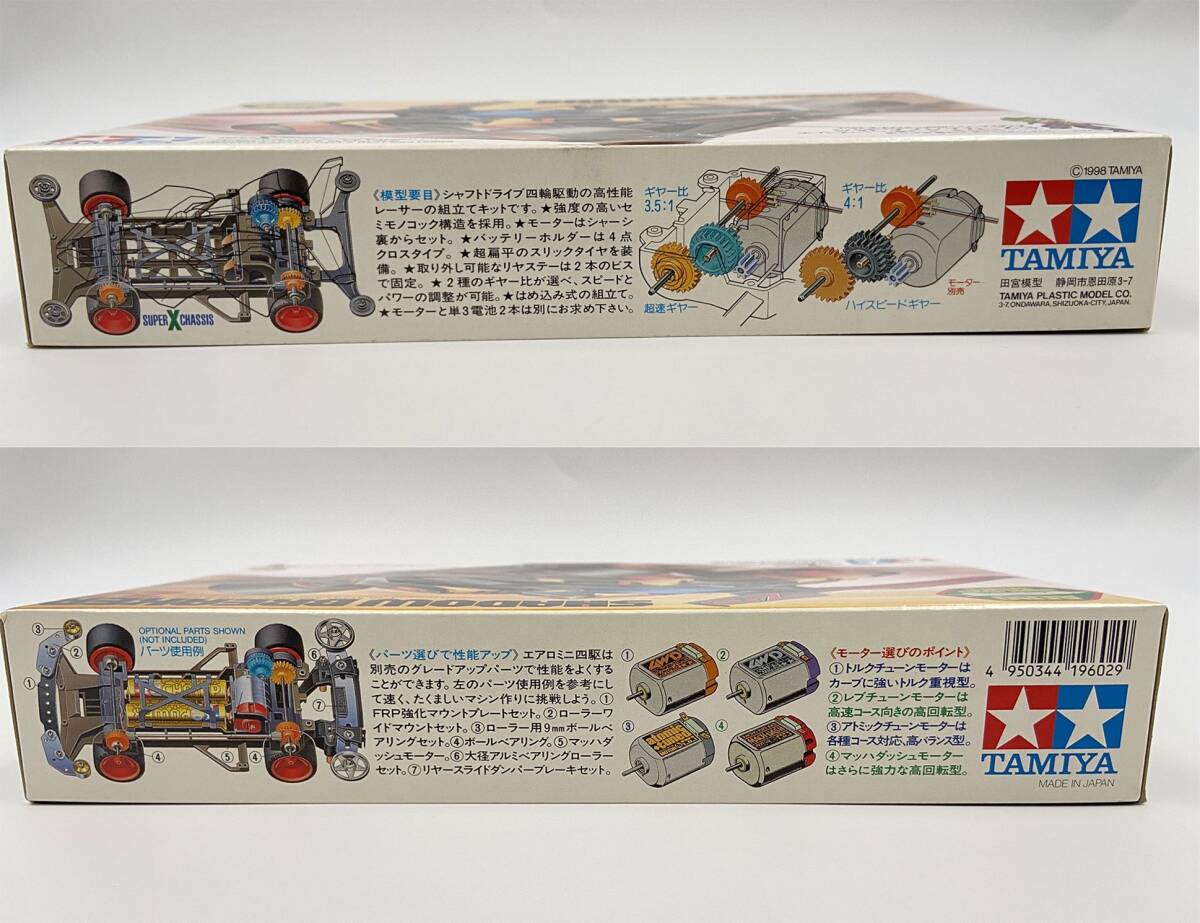 ©1998 TAMIYA
《模型要目》シャフトドライブ四輪駆動の高性能
レーサーの組立てキットです。★強度の高いセ
ミモノコック構造を採用。★モーターはシャーシ
裏からセット。★バッテリーホルダーは4点
クロスタイプ。★超扁平のスリックタイヤを装
備。★取り外し可能なリヤステーは2本のビス
で固定。★2種のギヤー比が選べ、スピードと
パワーの調整が可能。★はめ込み式の組立て。
★モーターと単3電池2本は別にお求め下さい。
SUPER X CHASSIS
ギヤー比
3.5:1
超速ギヤー
ギヤー比
4:1
ハイスピードギヤー
モーター
別売
TAMIYA
田宮模型 静岡市恩田原3-7
TAMIYA PLASTIC MODEL CO.
3-7, ONDAWARA, SHIZUOKA-CITY, JAPAN.
SHADOW BREAKER
OPTIONAL PARTS SHOWN
(NOT INCLUDED)
パーツ使用例
③
②
①
④
④
⑤
⑥
⑦
《パーツ選びで性能アップ》エアロミニ四駆は
別売のグレードアップパーツで性能をよくする
ことができます。左のパーツ使用例を参考にし
て速く、たくましいマシン作りに挑戦しよう。①
FRP強化マウントプレートセット。②ローラーワ
イドマウントセット。③ローラー用9mmボールベ
アリングセット。④ボールベアリング。⑤マッハダ
ッシュモーター。⑥大径アルミベアリングローラー
セット。⑦リヤースライドダンパーブレーキセット。
①
②
③
④
《モーター選びのポイント》
①トルクチューンモーターは
カーブに強いトルク重視型。
②レブチューンモーターは
高速コース向きの高回転型。
③アトミックチューンモーターは
各種コース対応、高バランス型。
④マッハダッシュモーター
はさらに強力な高回転型。
4 950344 196029
TAMIYA
MADE IN JAPAN